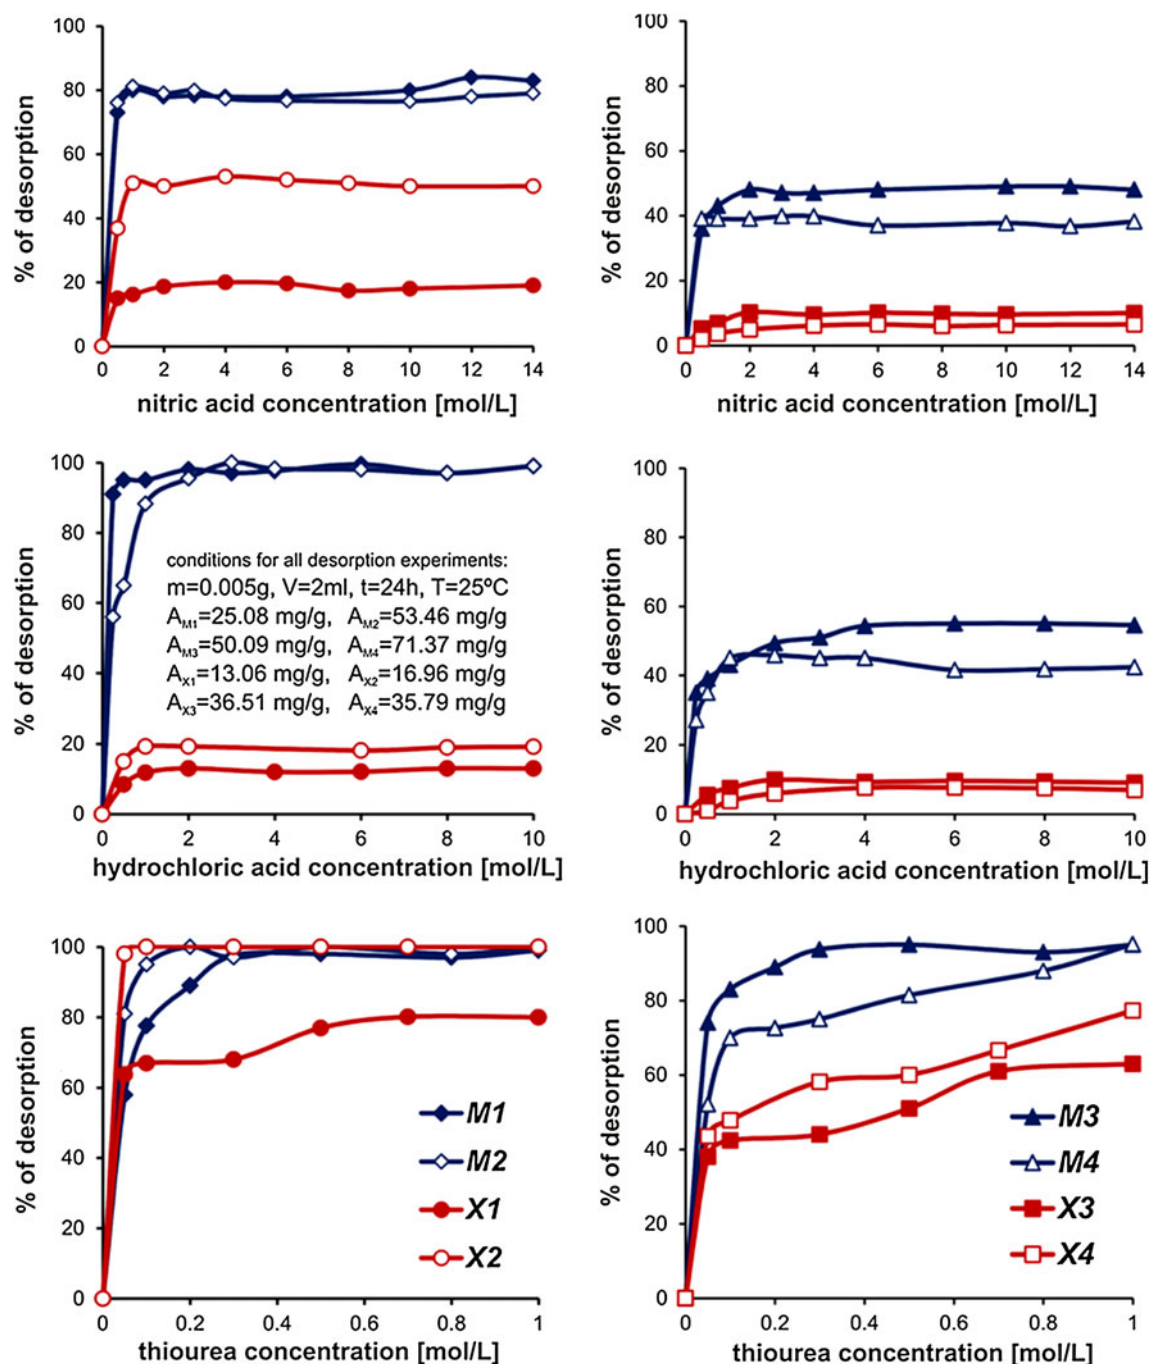 100
80
60
40
20
0
% of desorption
0 2 4 6 8 10 12 14
nitric acid concentration [mol/L]
100
80
60
40
20
0
% of desorption
0 2 4 6 8 10 12 14
nitric acid concentration [mol/L]
100
80
60
40
20
0
% of desorption
conditions for all desorption experiments:
m=0.005g, V=2ml, t=24h, T=25ºC
A_M1=25.08 mg/g, A_M2=53.46 mg/g
A_M3=50.09 mg/g, A_M4=71.37 mg/g
A_X1=13.06 mg/g, A_X2=16.96 mg/g
A_X3=36.51 mg/g, A_X4=35.79 mg/g
0 2 4 6 8 10
hydrochloric acid concentration [mol/L]
100
80
60
40
20
0
% of desorption
0 2 4 6 8 10
hydrochloric acid concentration [mol/L]
100
80
60
40
20
0
% of desorption
M1
M2
X1
X2
0 0.2 0.4 0.6 0.8 1
thiourea concentration [mol/L]
100
80
60
40
20
0
% of desorption
M3
M4
X3
X4
0 0.2 0.4 0.6 0.8 1
thiourea concentration [mol/L]